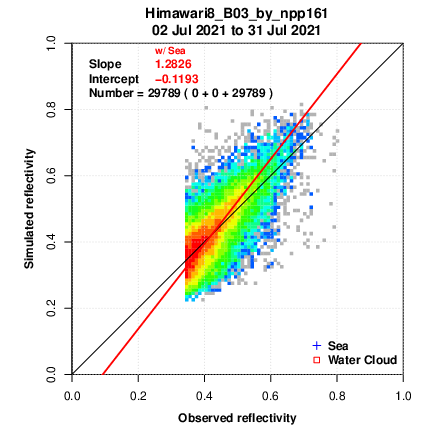 Himawari8_B03_by_npp161
02 Jul 2021 to 31 Jul 2021
w/ Sea
Slope 1.2826
Intercept −0.1193
Number = 29789 ( 0 + 0 + 29789 )
Simulated reflectivity
1.0
0.8
0.6
0.4
0.2
0.0
Sea
Water Cloud
0.0 0.2 0.4 0.6 0.8 1.0
Observed reflectivity